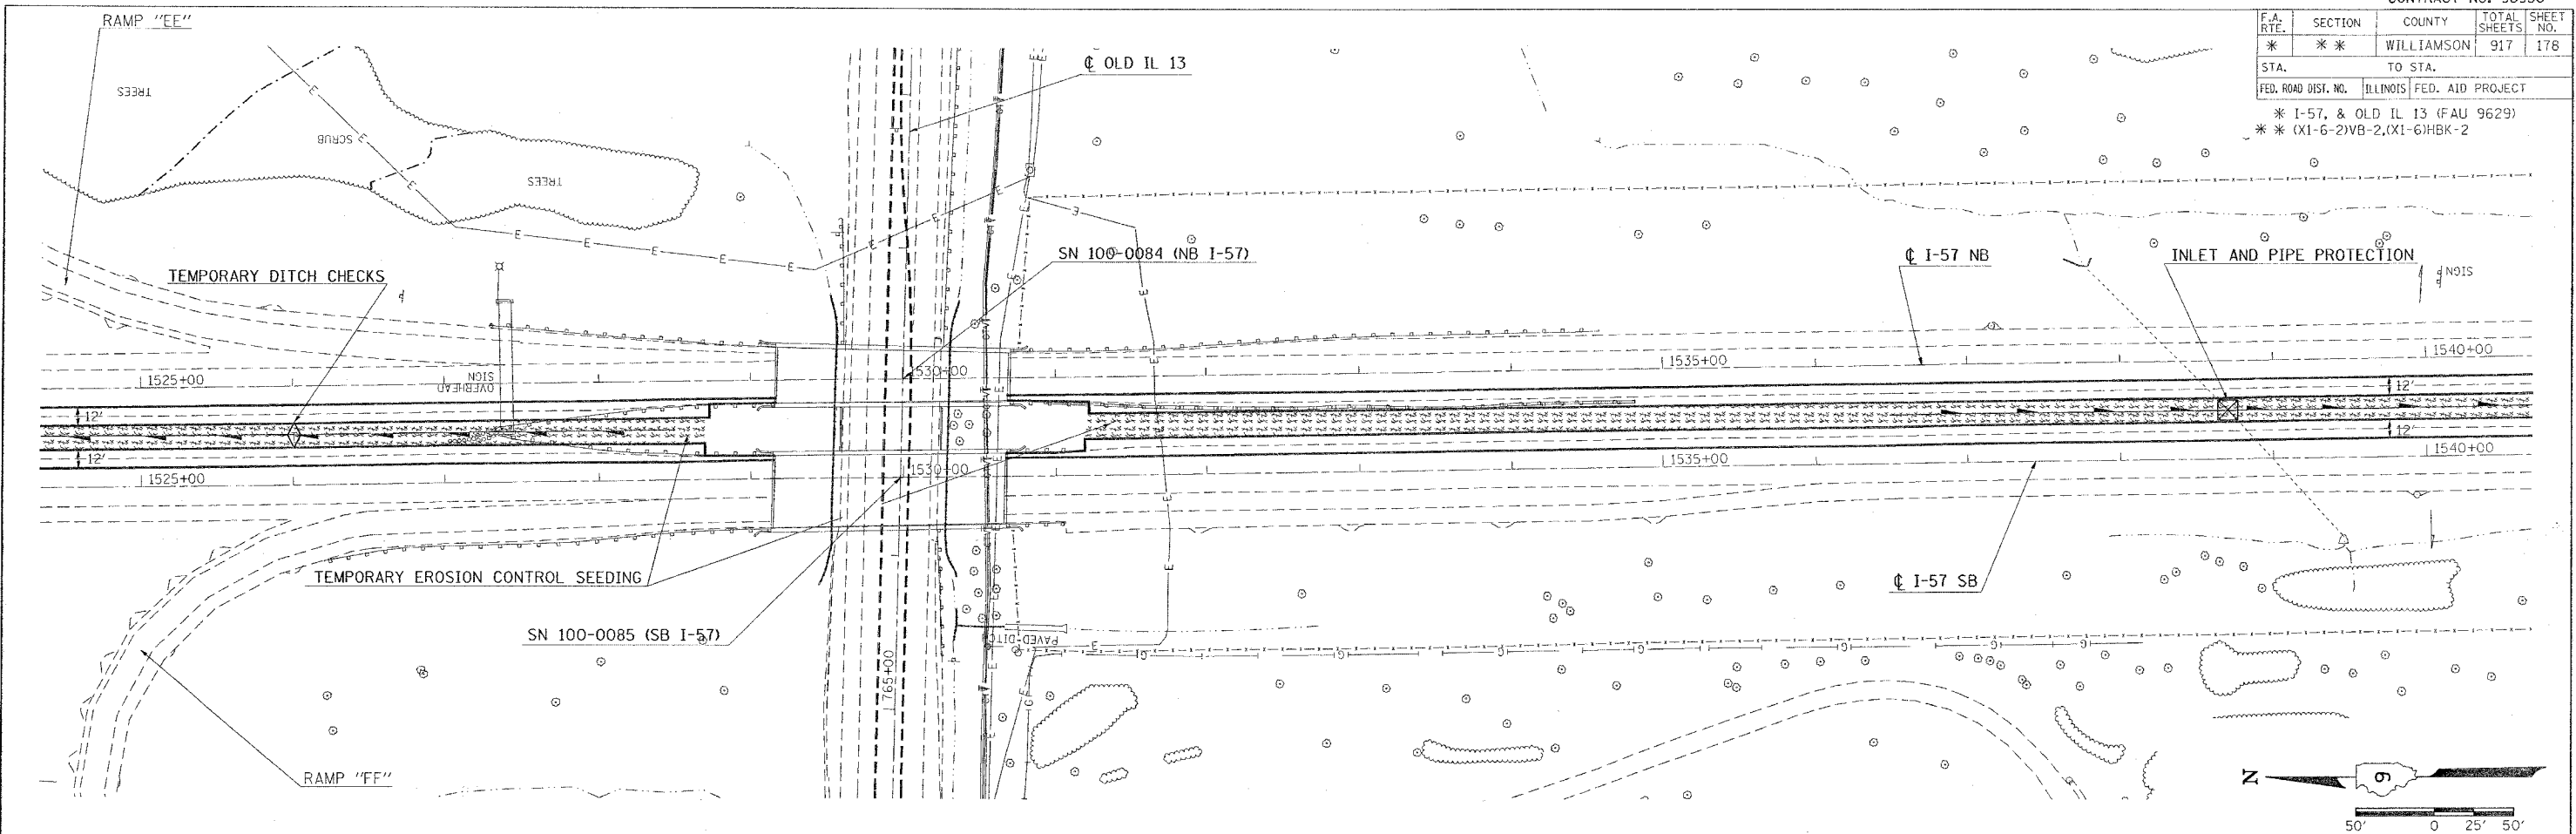 RAMP "EE"
TREES
SCRUB
TREES
TEMPORARY DITCH CHECKS
℄ OLD IL 13
F.A. RTE. SECTION COUNTY TOTAL SHEETS SHEET NO.
* * * WILLIAMSON 917 178
STA. TO STA.
FED. ROAD DIST. NO. ILLINOIS FED. AID PROJECT
* I-57, & OLD IL 13 (FAU 9629)
* * (X1-6-2)VB-2,(X1-6)HBK-2
SN 100-0084 (NB I-57)
℄ I-57 NB
INLET AND PIPE PROTECTION
SIGN
1525+00
OVERHEAD SIGN
1530+00
1535+00
1540+00
12'
12'
12'
12'
1525+00
1530+00
1535+00
1540+00
TEMPORARY EROSION CONTROL SEEDING
℄ I-57 SB
SN 100-0085 (SB I-57)
PAVED DITCH
1765+00
RAMP "FF"
N
6
50' 0 25' 50'